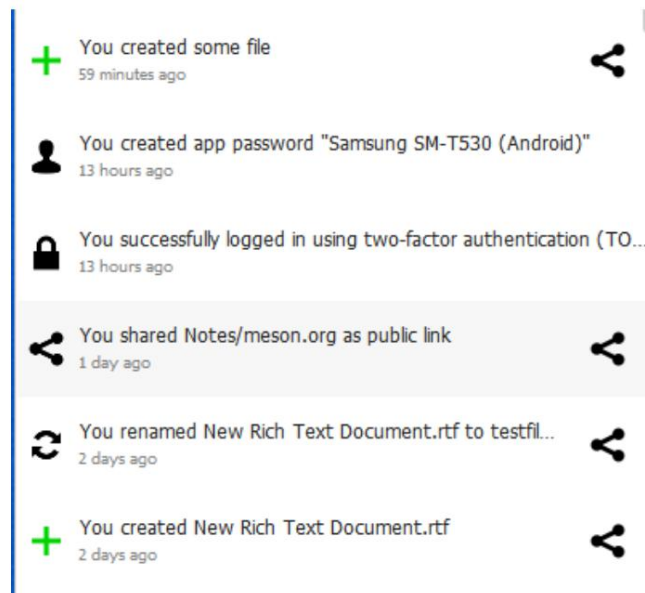 You created some file
59 minutes ago
You created app password "Samsung SM-T530 (Android)"
13 hours ago
You successfully logged in using two-factor authentication (TO...
13 hours ago
You shared Notes/meson.org as public link
1 day ago
You renamed New Rich Text Document.rtf to testfil...
2 days ago
You created New Rich Text Document.rtf
2 days ago